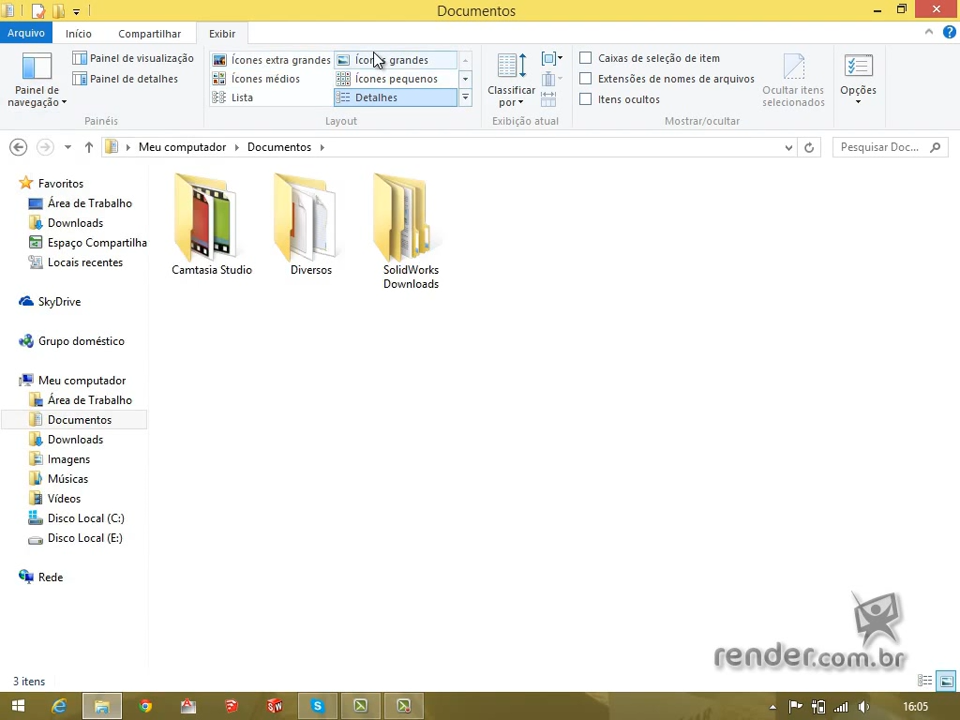 Documentos
Arquivo Início Compartilhar Exibir
Painel de navegação
Painel de visualização
Painel de detalhes
Painéis
Ícones extra grandes
Ícones grandes
Ícones médios
Ícones pequenos
Lista
Detalhes
Layout
Classificar por
Exibição atual
Caixas de seleção de item
Extensões de nomes de arquivos
Itens ocultos
Ocultar itens selecionados
Mostrar/ocultar
Opções
Meu computador Documentos
Pesquisar Doc...
Favoritos
Área de Trabalho
Downloads
Espaço Compartilha
Locais recentes
SkyDrive
Grupo doméstico
Meu computador
Área de Trabalho
Documentos
Downloads
Imagens
Músicas
Vídeos
Disco Local (C:)
Disco Local (E:)
Rede
Camtasia Studio
Diversos
SolidWorks
Downloads
render.com.br
3 itens
16:05